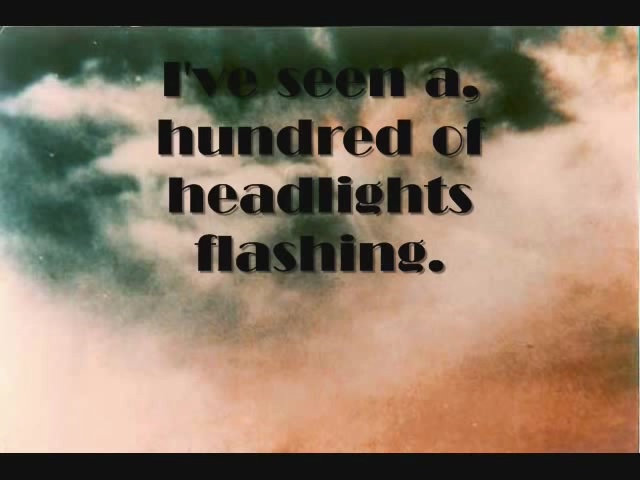 I've seen a,
hundred of
headlights
flashing.